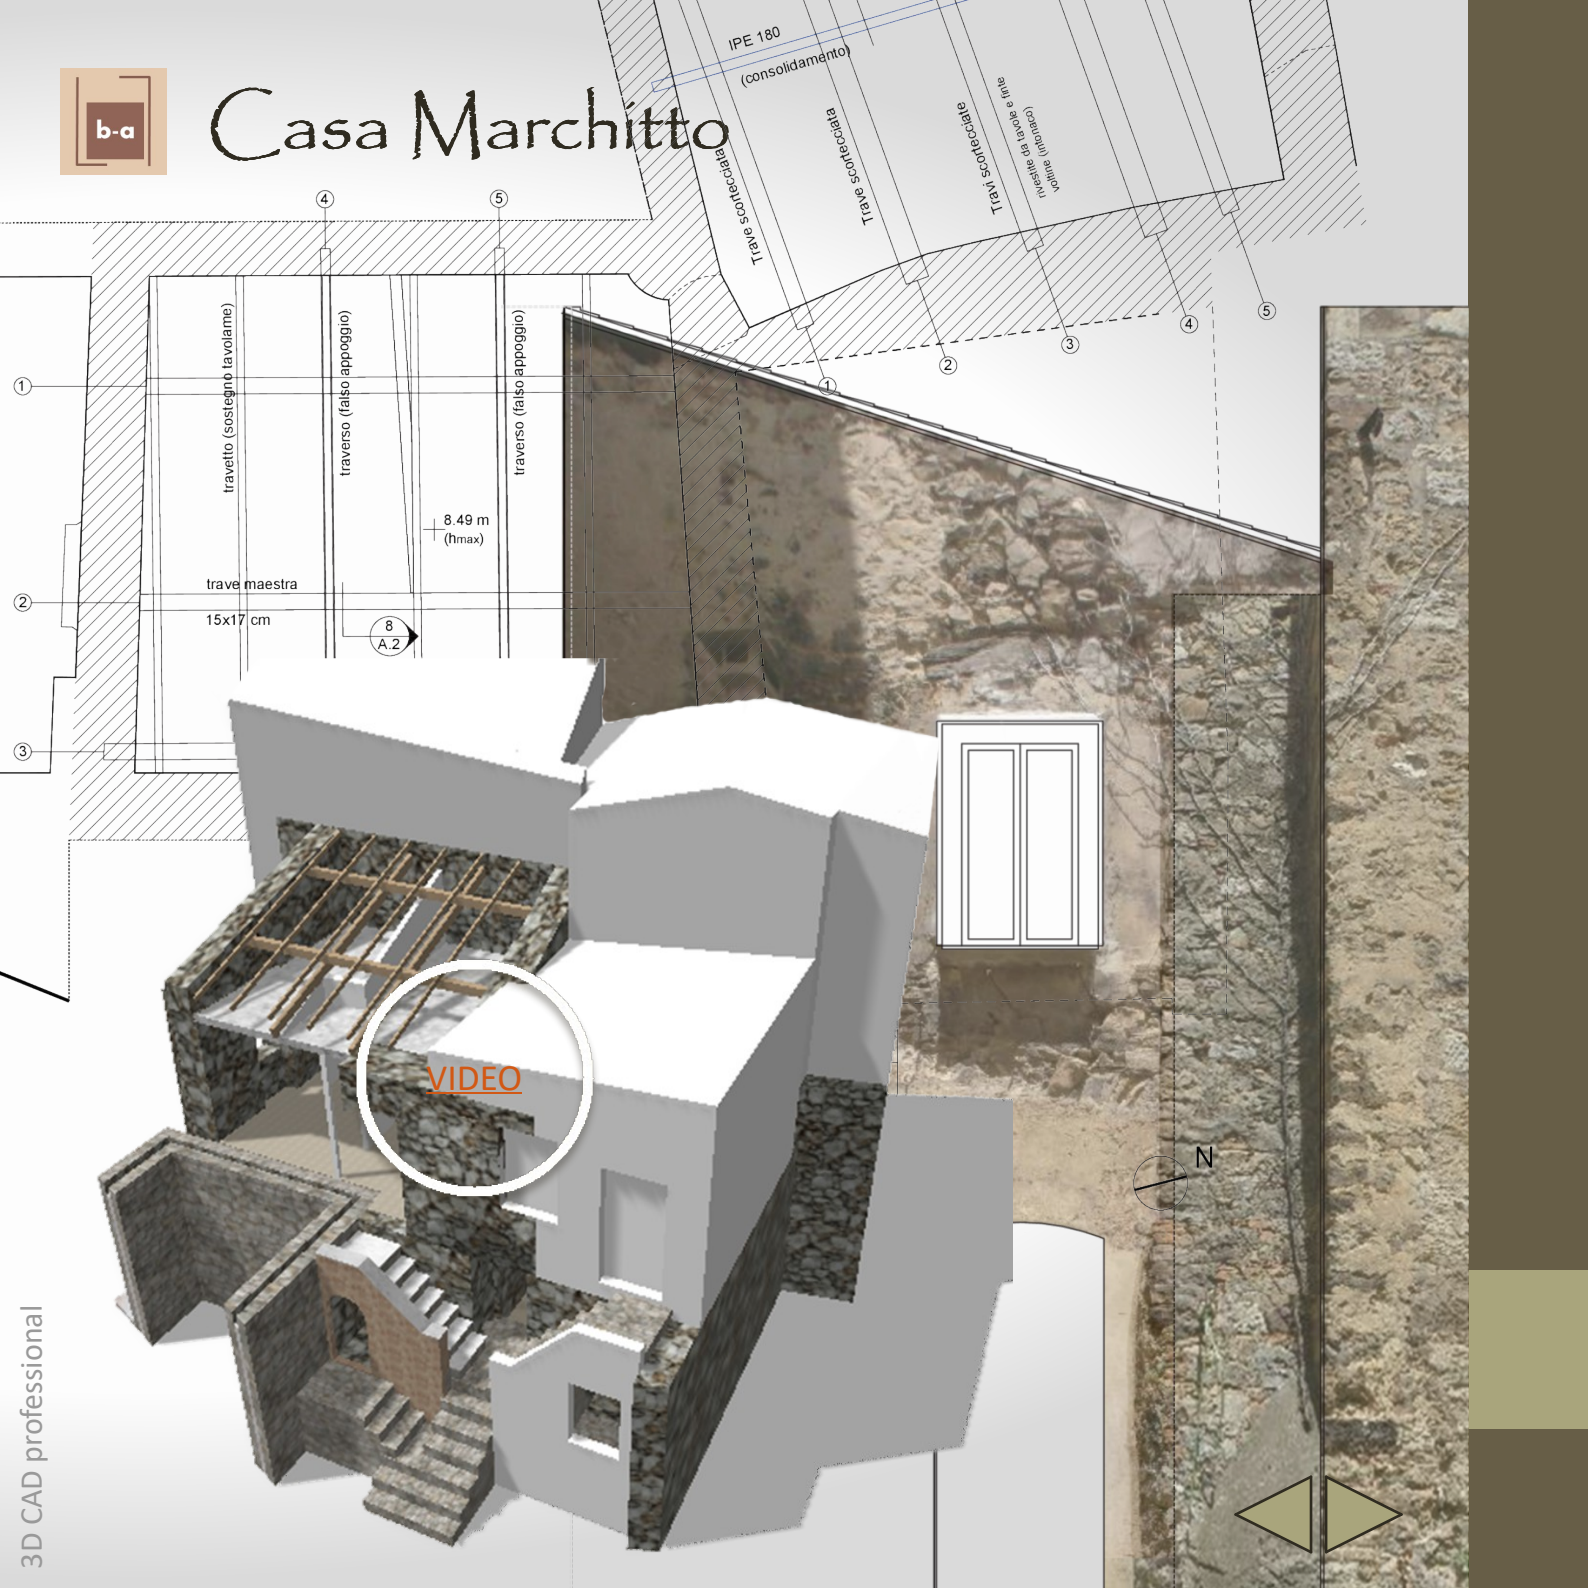 IPE 180
(consolidamento)
b-a
Casa Marchitto
Trave scortecciata
Trave scortecciata
Travi scortecciate
rivestite da tavole e finte
voltine (intonaco)
4
5
1
2
3
4
5
1
2
3
travetto (sostegno tavolame)
traverso (falso appoggio)
traverso (falso appoggio)
8.49 m
(hmax)
trave maestra
15x17 cm
8
A.2
VIDEO
N
3D CAD professional